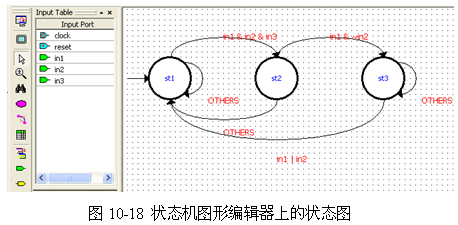 Input Table
Input Port
clock
reset
in1
in2
in3
in1 & in2 & in3
in1 & ~in2
st1
st2
st3
OTHERS
OTHERS
OTHERS
in1 | in2
图 10-18 状态机图形编辑器上的状态图